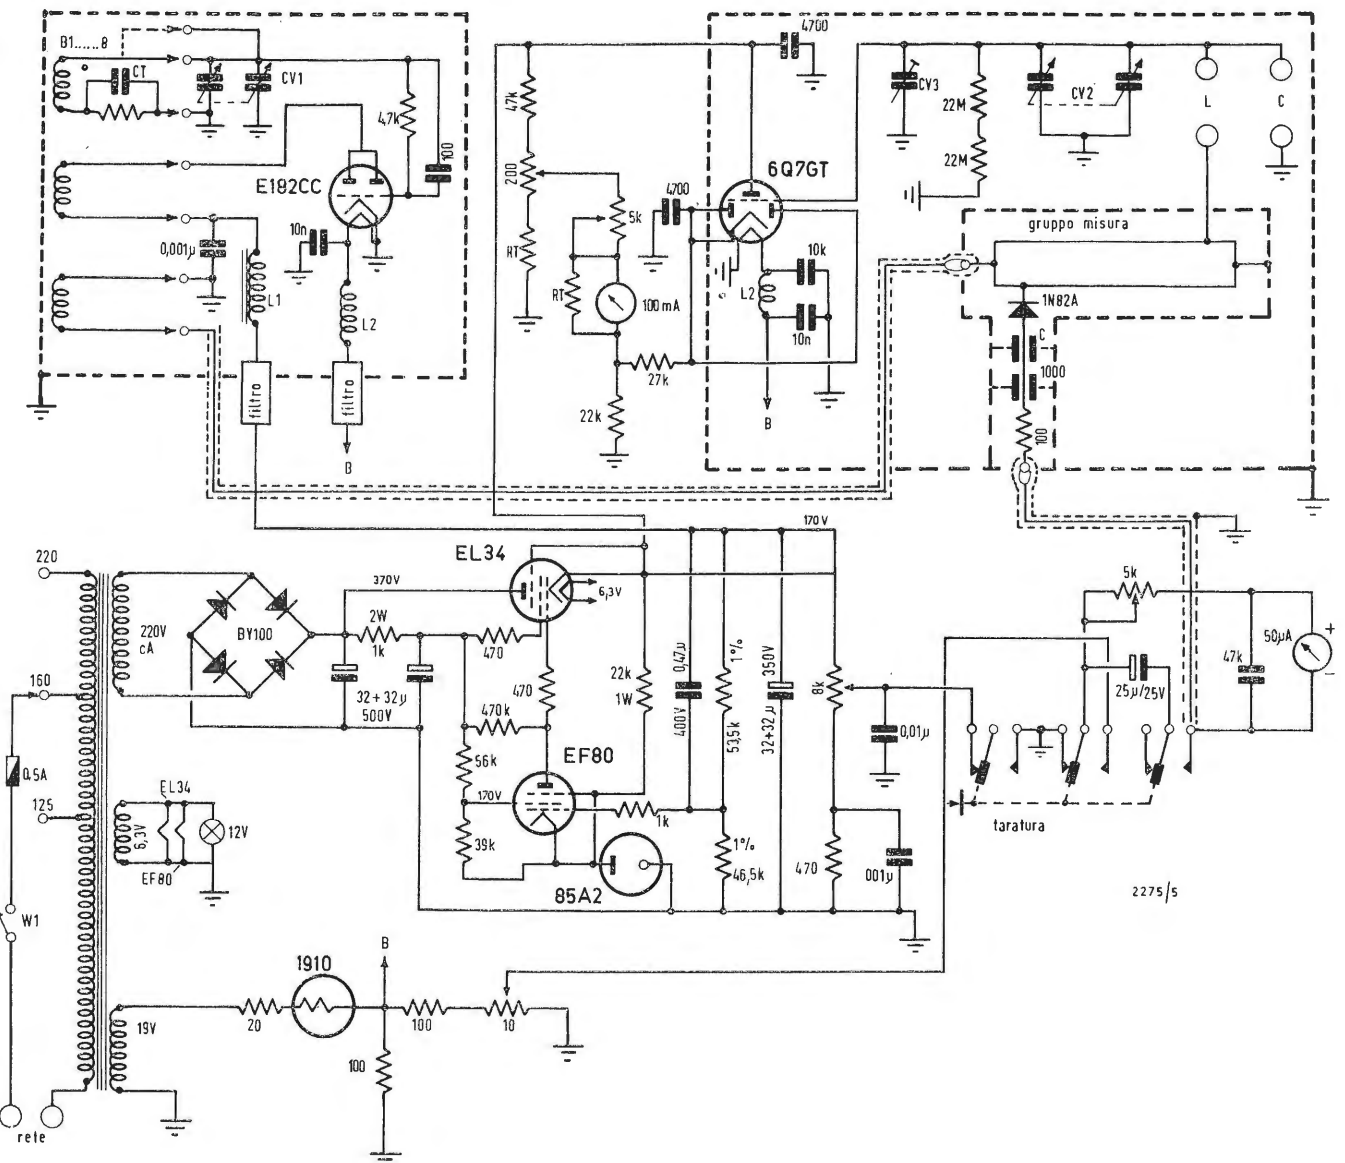 B1.....8
CT
CV1
4,7k
100
E192CC
10n
0,001µ
L1
L2
filtro
filtro
B
47k
200
RT
5k
RT
100mA
27k
22k
4700
4700
6Q7GT
L2
10k
10n
B
CV3
22M
22M
CV2
L
C
gruppo misura
1N82A
C
1000
100
220
160
125
0,5A
W1
rete
220V
cA
BY100
370V
2W
1k
32+32µ
500V
EL34
6,3V
470
470
470k
56k
170V
39k
EF80
22k
1W
1k
85A2
0,47µ
400V
1%
53,5k
1%
46,5k
350V
32+32µ
170V
8k
470
001µ
0,01µ
5k
25µ/25V
47k
50µA
+
−
taratura
2275/5
6,3V
EL34
EF80
12V
19V
20
1910
B
100
100
10